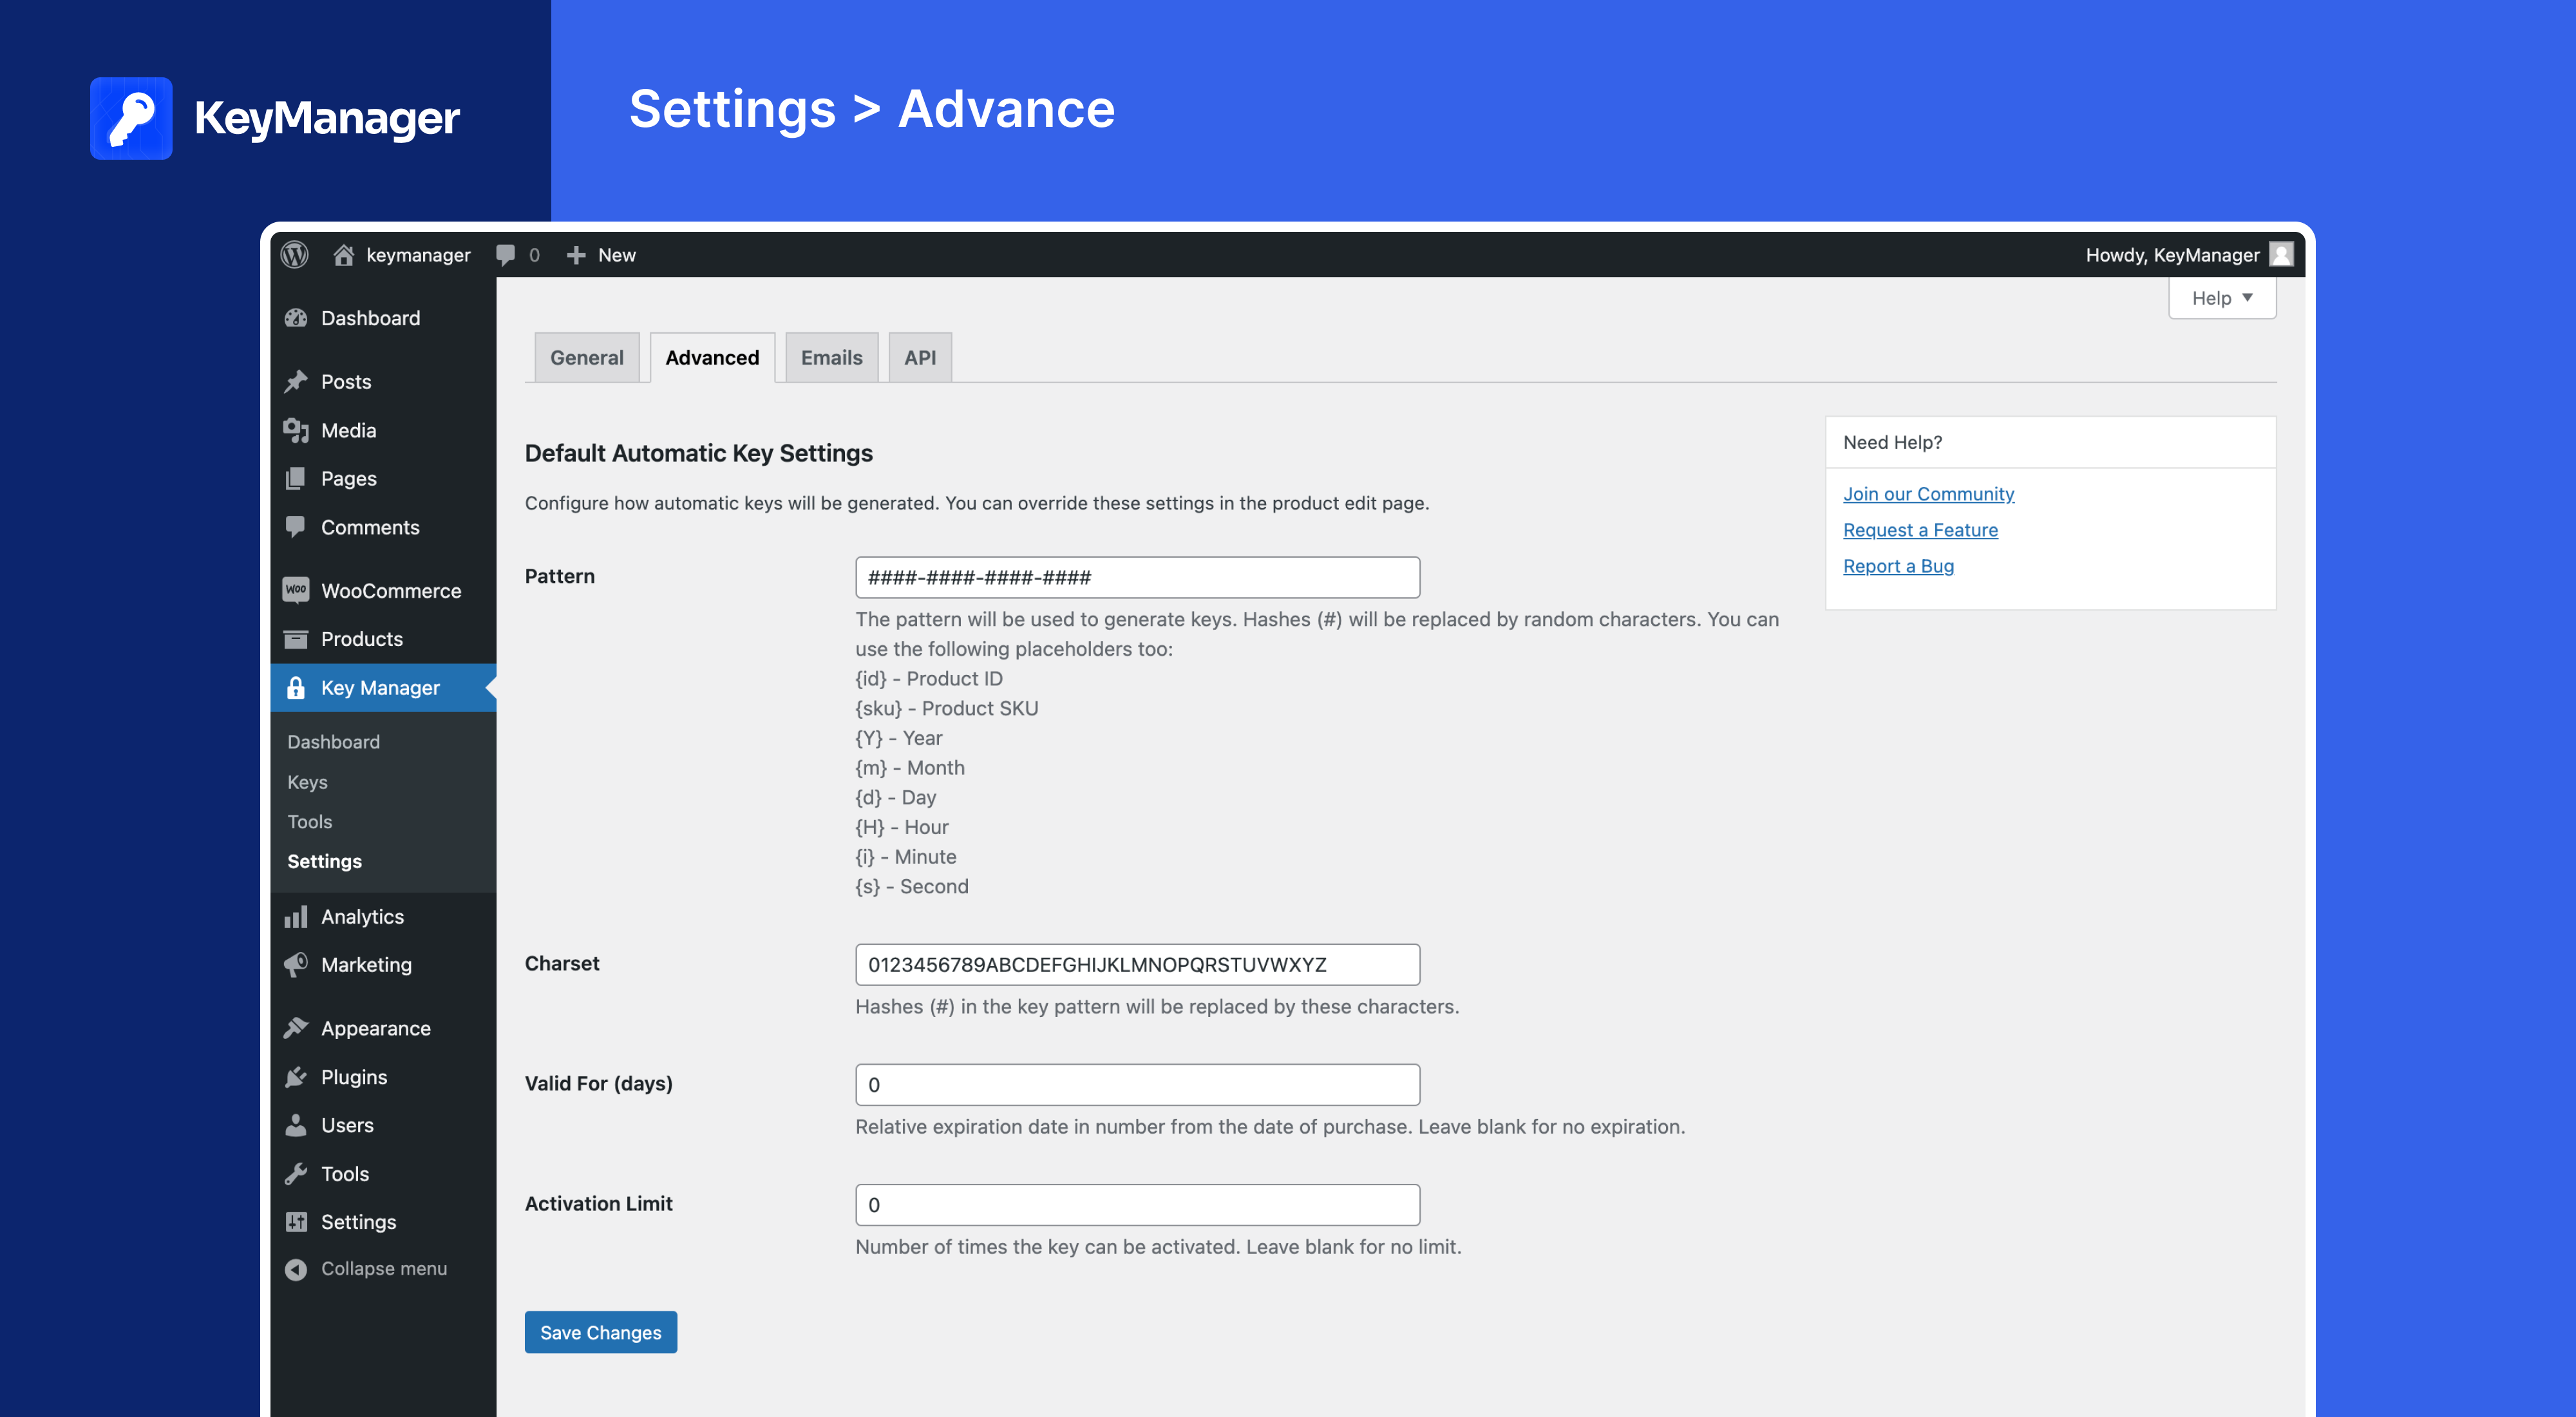 KeyManager
Settings > Advance
keymanager 0 New Howdy, KeyManager
Help
Dashboard
Posts
Media
Pages
Comments
WOO WooCommerce
Products
Key Manager
Dashboard
Keys
Tools
Settings
Analytics
Marketing
Appearance
Plugins
Users
Tools
Settings
Collapse menu
General Advanced Emails API
Default Automatic Key Settings
Configure how automatic keys will be generated. You can override these settings in the product edit page.
Pattern
####-####-####-####
The pattern will be used to generate keys. Hashes (#) will be replaced by random characters. You can
use the following placeholders too:
{id} - Product ID
{sku} - Product SKU
{Y} - Year
{m} - Month
{d} - Day
{H} - Hour
{i} - Minute
{s} - Second
Charset
0123456789ABCDEFGHIJKLMNOPQRSTUVWXYZ
Hashes (#) in the key pattern will be replaced by these characters.
Valid For (days)
0
Relative expiration date in number from the date of purchase. Leave blank for no expiration.
Activation Limit
0
Number of times the key can be activated. Leave blank for no limit.
Save Changes
Need Help?
Join our Community
Request a Feature
Report a Bug